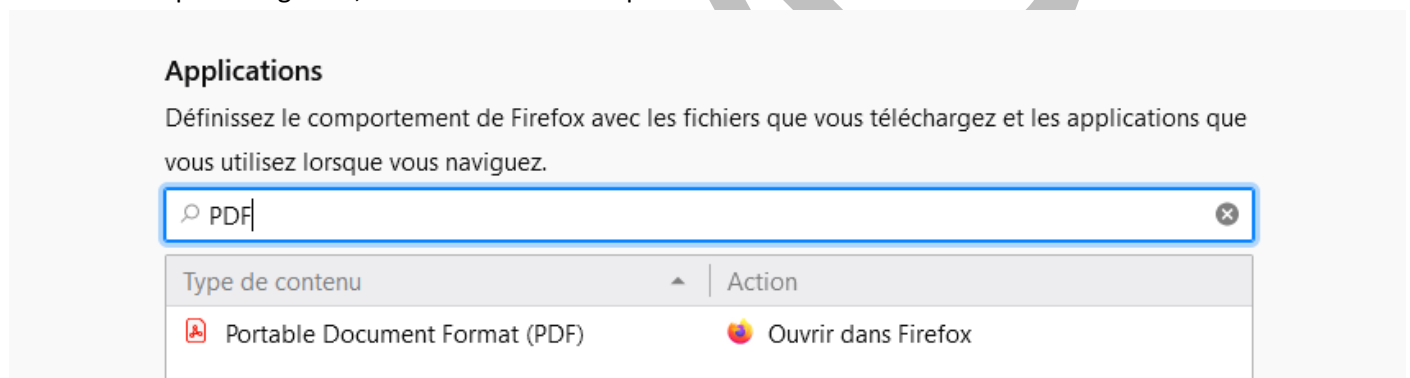 Applications
Définissez le comportement de Firefox avec les fichiers que vous téléchargez et les applications que
vous utilisez lorsque vous naviguez.
PDF
Type de contenu Action
Portable Document Format (PDF) Ouvrir dans Firefox